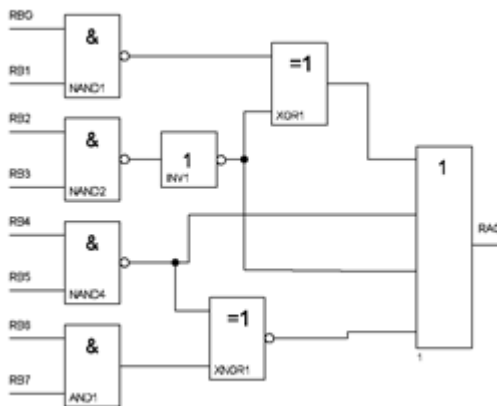 RB0
&
RB1
NAND1
=1
XOR1
RB2
&
RB3
NAND2
1
INV1
1
RB4
&
RB5
NAND4
RA0
=1
XNOR1
RB6
&
RB7
AND1
1